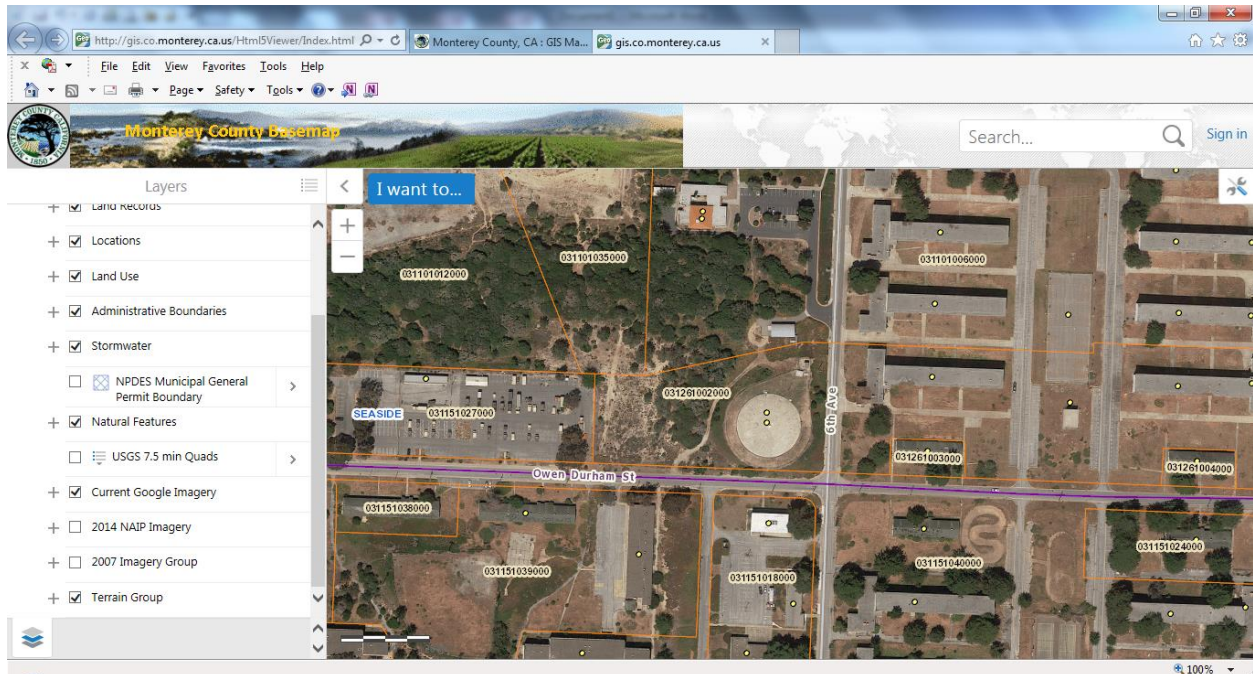 http://gis.co.monterey.ca.us/Html5Viewer/Index.html
Monterey County, CA : GIS Ma...
gis.co.monterey.ca.us
File Edit View Favorites Tools Help
Page Safety Tools
Monterey County Basemap
Search...
Sign in
Layers
I want to...
Land Records
Locations
Land Use
Administrative Boundaries
Stormwater
NPDES Municipal General
Permit Boundary
Natural Features
USGS 7.5 min Quads
Current Google Imagery
2014 NAIP Imagery
2007 Imagery Group
Terrain Group
031101035000
031101006000
031101012000
031261002000
SEASIDE
031151027000
6th Ave
031261003000
031261004000
Owen Durham St
031151038000
031151024000
031151039000
031151018000
031151040000
100%